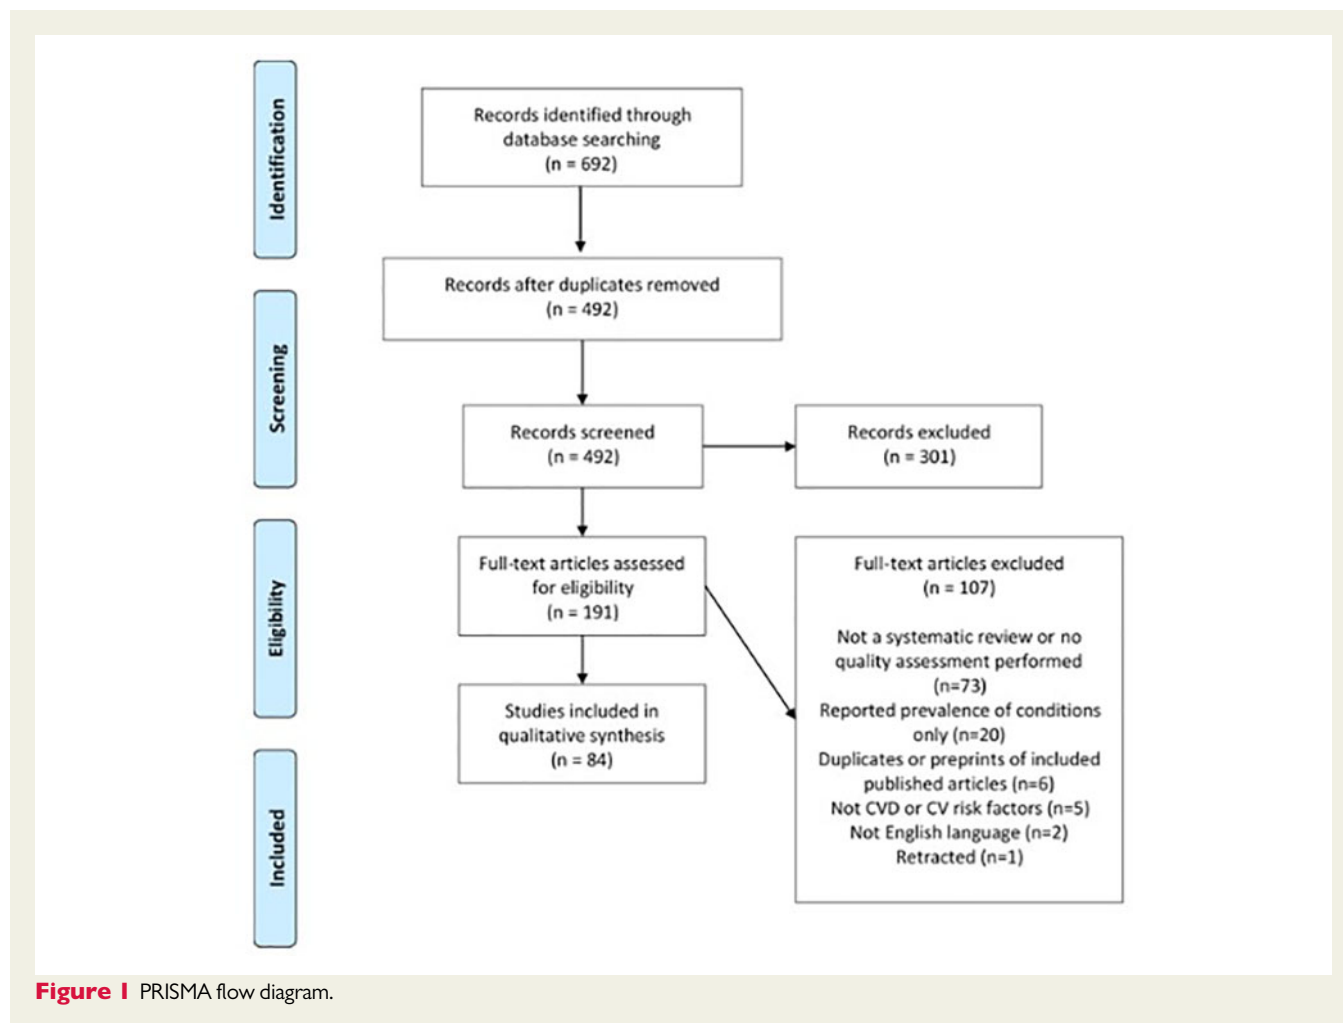 Identification
Records identified through
database searching
(n = 692)
Records after duplicates removed
(n = 492)
Screening
Records screened
(n = 492)
Records excluded
(n = 301)
Eligibility
Full-text articles assessed
for eligibility
(n = 191)
Full-text articles excluded
(n = 107)
Not a systematic review or no
quality assessment performed
(n=73)
Reported prevalence of conditions
only (n=20)
Duplicates or preprints of included
published articles (n=6)
Not CVD or CV risk factors (n=5)
Not English language (n=2)
Retracted (n=1)
Studies included in
qualitative synthesis
(n = 84)
Included
Figure 1 PRISMA flow diagram.